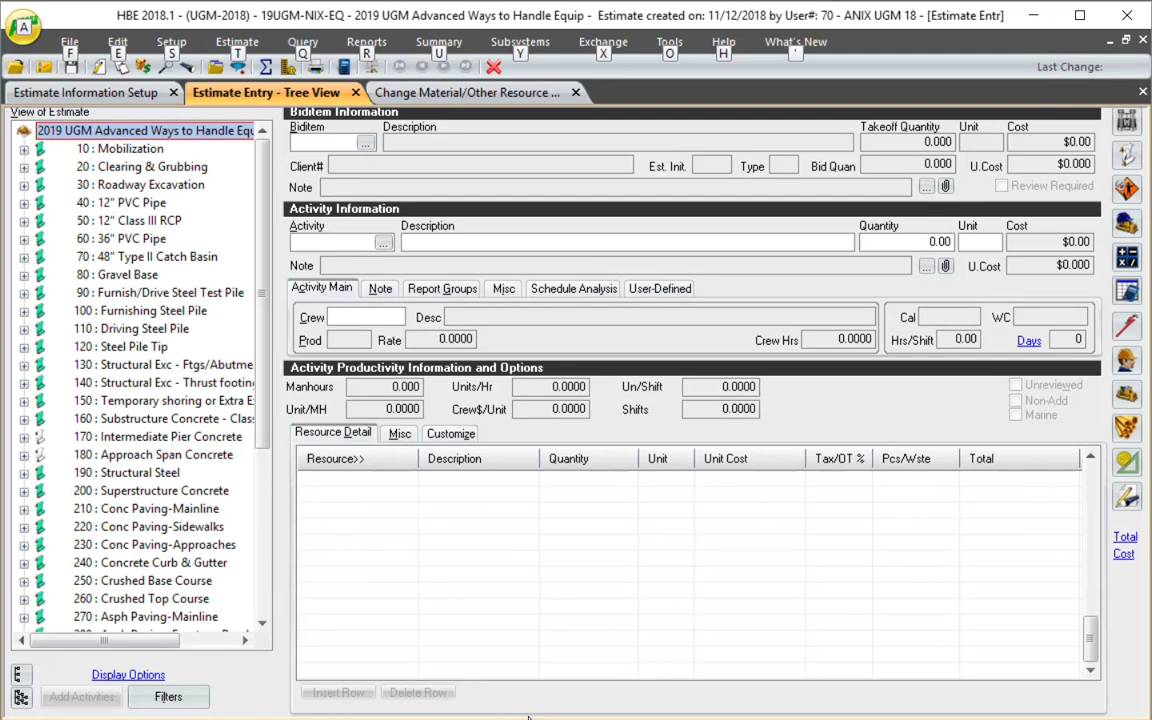 HBE 2018.1 - (UGM-2018) - 19UGM-NIX-EQ - 2019 UGM Advanced Ways to Handle Equip - Estimate created on: 11/12/2018 by User#: 70 - ANIX UGM 18 - [Estimate Entr]
A
File Edit Setup Estimate Query Reports Summary Subsystems Exchange Tools Help What's New
F E S T Q R U Y X O H '
Last Change:
Estimate Information Setup Estimate Entry - Tree View Change Material/Other Resource ...
View of Estimate
2019 UGM Advanced Ways to Handle Equ
10 : Mobilization
20 : Clearing & Grubbing
30 : Roadway Excavation
40 : 12" PVC Pipe
50 : 12" Class III RCP
60 : 36" PVC Pipe
70 : 48" Type II Catch Basin
80 : Gravel Base
90 : Furnish/Drive Steel Test Pile
100 : Furnishing Steel Pile
110 : Driving Steel Pile
120 : Steel Pile Tip
130 : Structural Exc - Ftgs/Abutme
140 : Structural Exc - Thrust footin
150 : Temporary shoring or Extra E
160 : Substructure Concrete - Clas
170 : Intermediate Pier Concrete
180 : Approach Span Concrete
190 : Structural Steel
200 : Superstructure Concrete
210 : Conc Paving-Mainline
220 : Conc Paving-Sidewalks
230 : Conc Paving-Approaches
240 : Concrete Curb & Gutter
250 : Crushed Base Course
260 : Crushed Top Course
270 : Asph Paving-Mainline
Display Options
Add Activities Filters
Biditem Information
Biditem Description Takeoff Quantity Unit Cost
... 0.000 $0.00
Client# Est. Init. Type Bid Quan 0.000 U.Cost $0.000
Note ... Review Required
Activity Information
Activity Description Quantity Unit Cost
... 0.00 $0.00
Note ... U.Cost $0.000
Activity Main Note Report Groups Misc Schedule Analysis User-Defined
Crew Desc Cal WC
Prod Rate 0.0000 Crew Hrs 0.0000 Hrs/Shift 0.00 Days 0
Activity Productivity Information and Options
Manhours 0.000 Units/Hr 0.0000 Un/Shift 0.0000 Unreviewed
Non-Add
Unit/MH 0.0000 Crew$/Unit 0.0000 Shifts 0.0000 Marine
Resource Detail Misc Customize
Resource>> Description Quantity Unit Unit Cost Tax/OT % Pcs/Wste Total
Insert Row Delete Row
Total
Cost